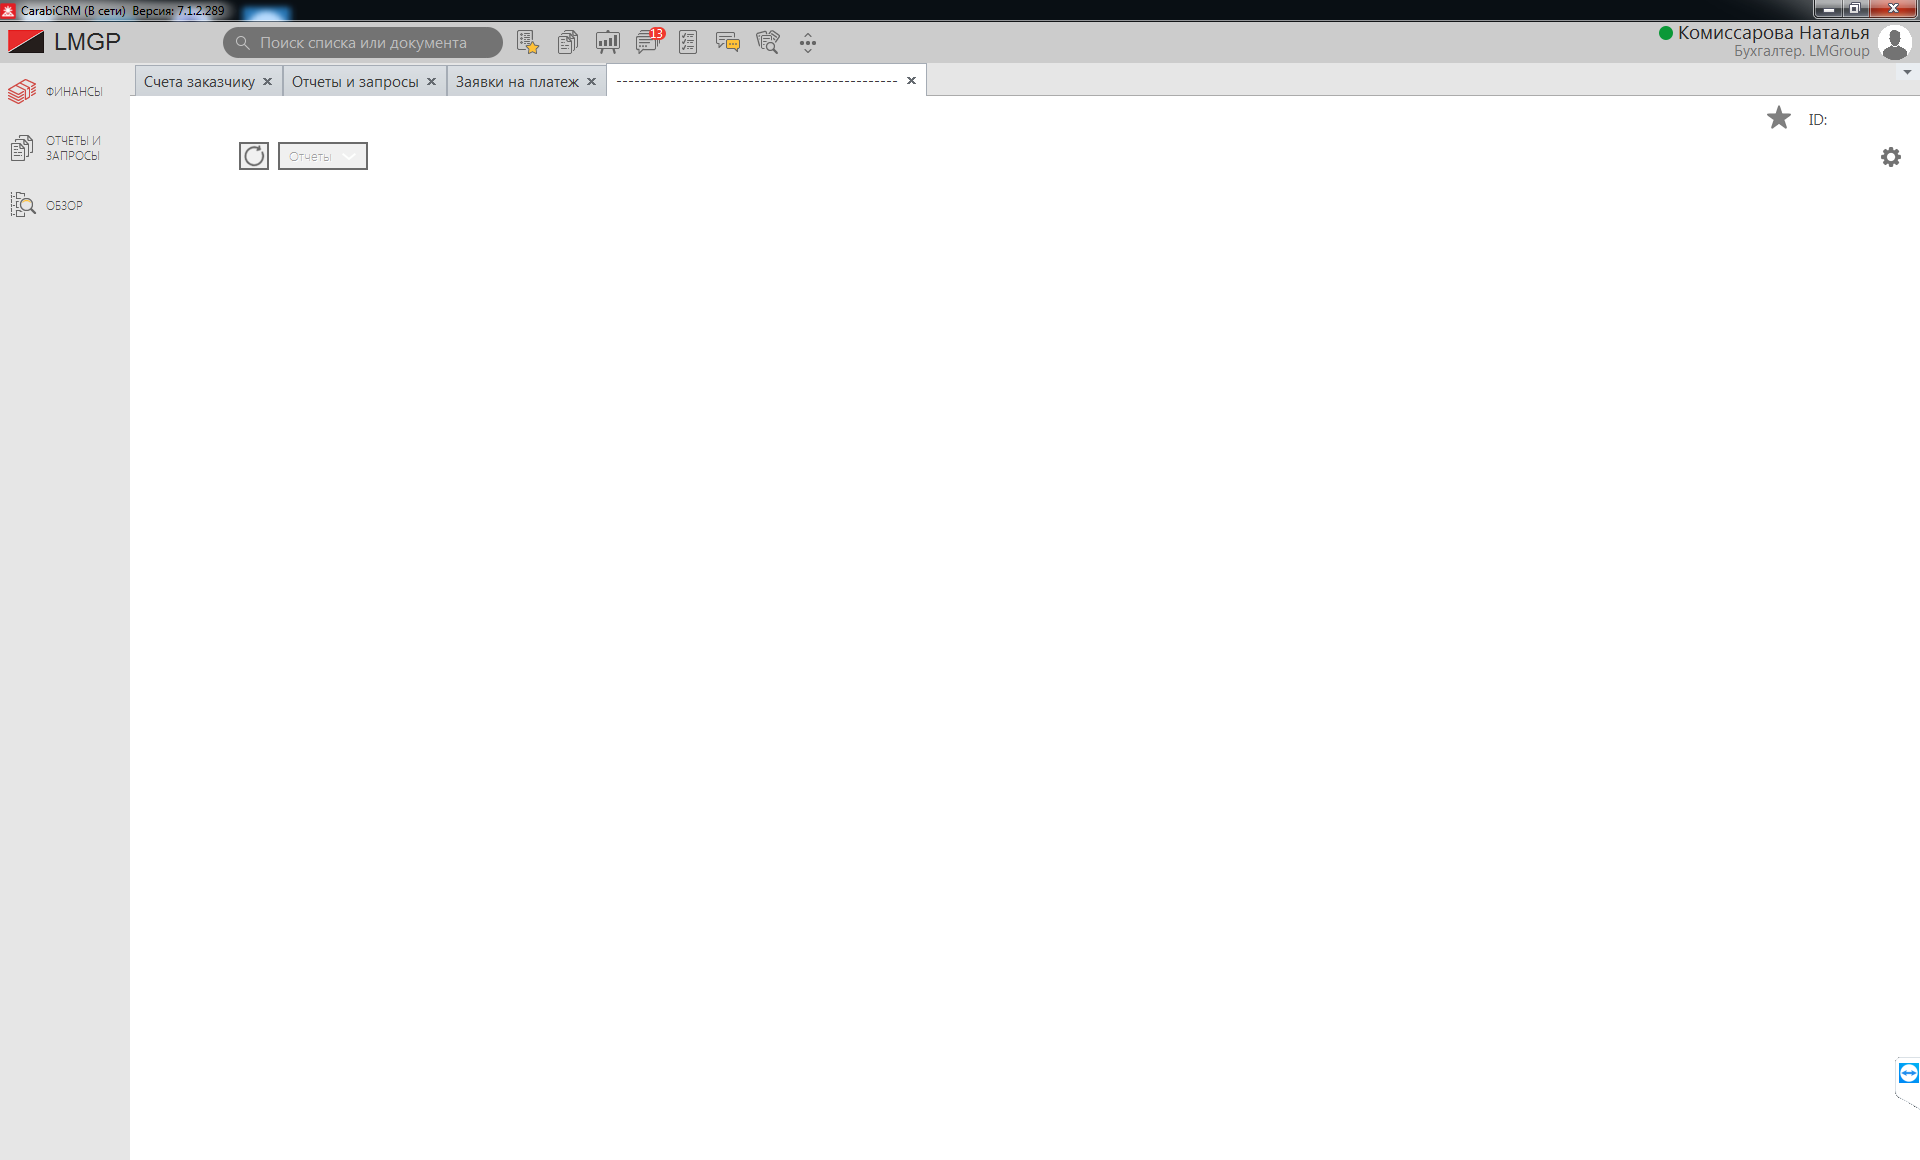 CarabiCRM (В сети) Версия: 7.1.2.289
LMGP
Поиск списка или документа
13
Комиссарова Наталья
Бухгалтер. LMGroup
Счета заказчику
Отчеты и запросы
Заявки на платеж
----------------------------------------
ID:
Отчеты
ФИНАНСЫ
ОТЧЕТЫ И
ЗАПРОСЫ
ОБЗОР